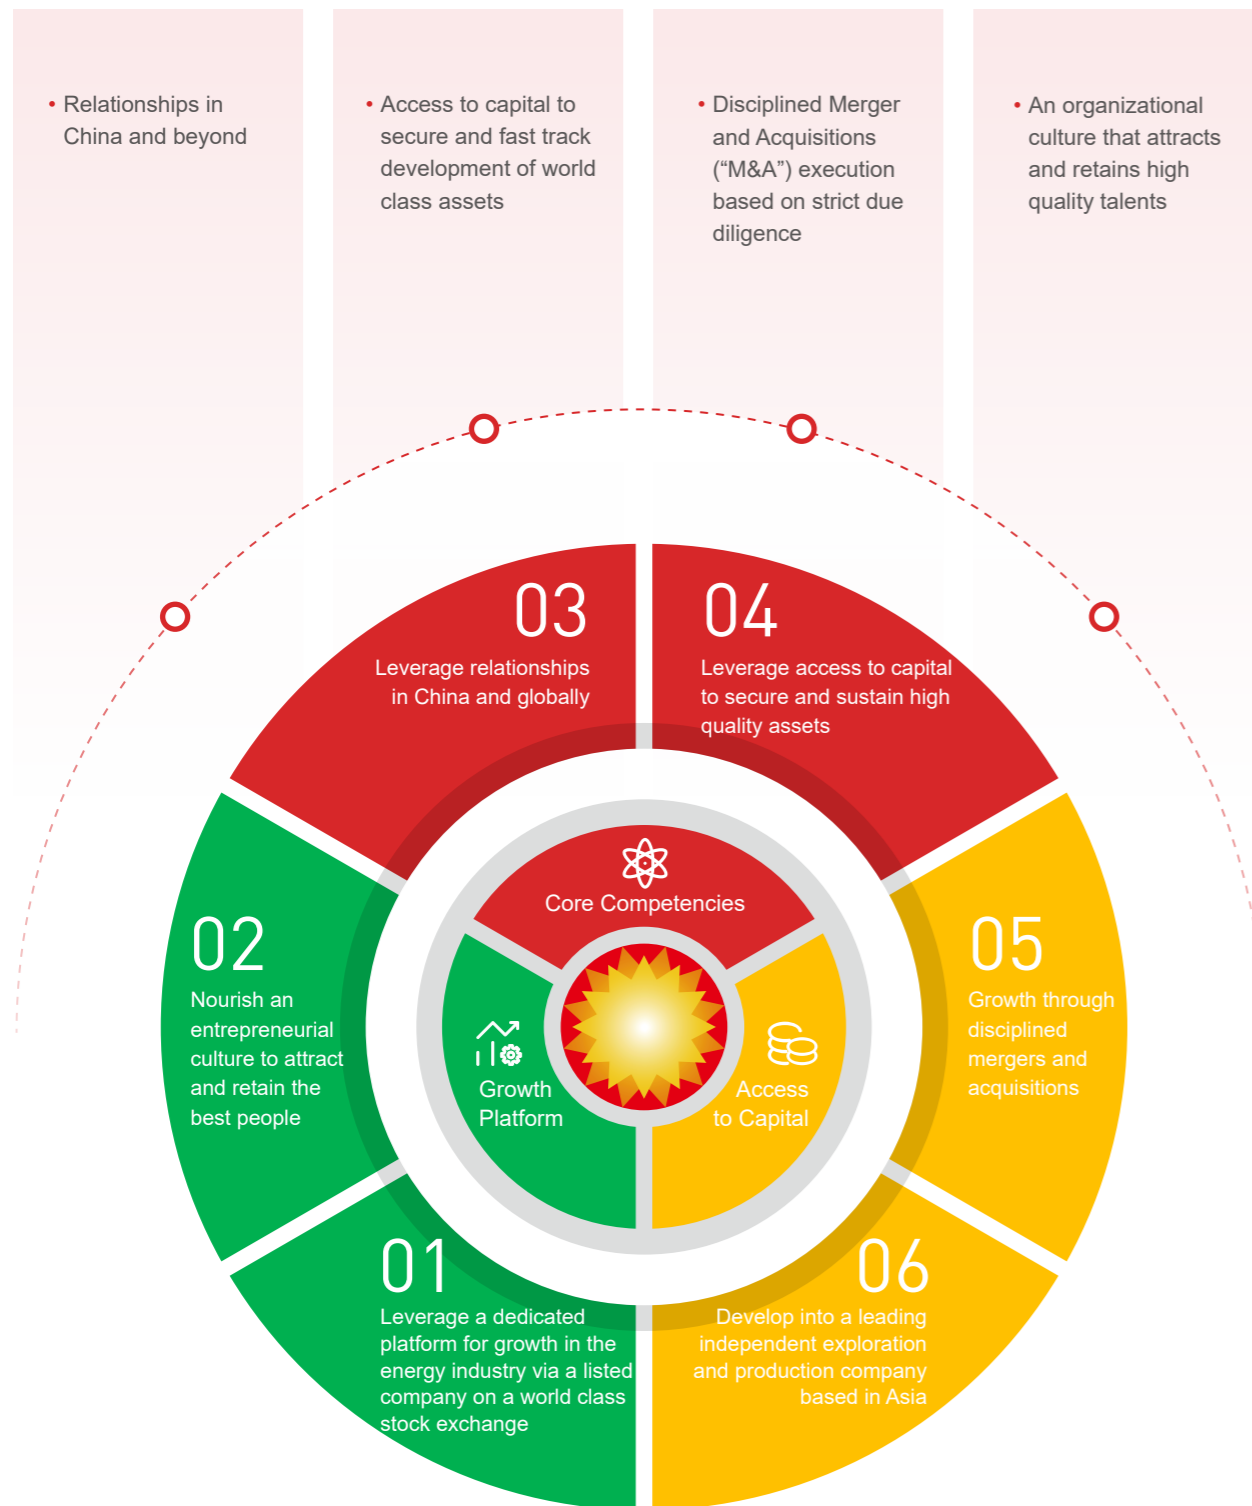 • Relationships in
China and beyond
• Access to capital to
secure and fast track
development of world
class assets
• Disciplined Merger
and Acquisitions
(“M&A”) execution
based on strict due
diligence
• An organizational
culture that attracts
and retains high
quality talents
03
Leverage relationships
in China and globally
04
Leverage access to capital
to secure and sustain high
quality assets
Core Competencies
02
Nourish an
entrepreneurial
culture to attract
and retain the
best people
05
Growth through
disciplined
mergers and
acquisitions
Growth
Platform
Access
to Capital
01
Leverage a dedicated
platform for growth in the
energy industry via a listed
company on a world class
stock exchange
06
Develop into a leading
independent exploration
and production company
based in Asia